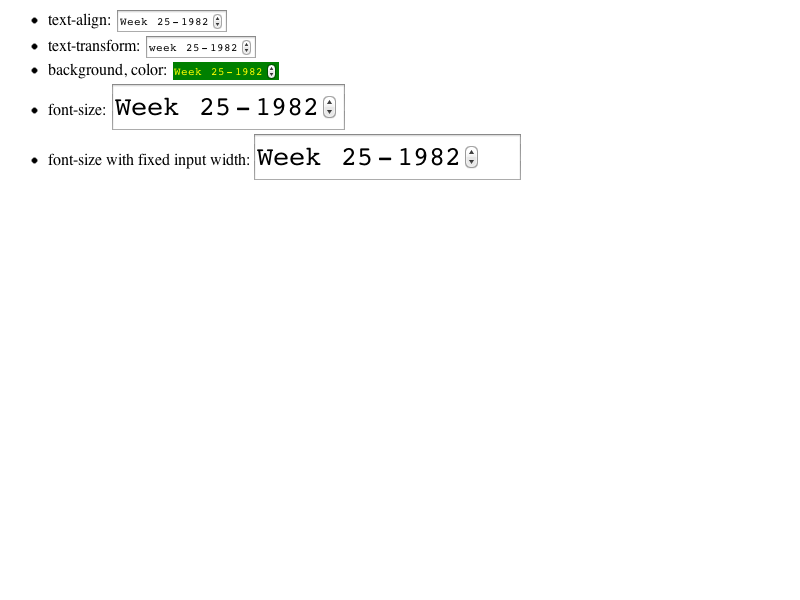 text-align: Week 25-1982
text-transform: week 25-1982
background, color: Week 25-1982
font-size: Week 25-1982
font-size with fixed input width: Week 25-1982